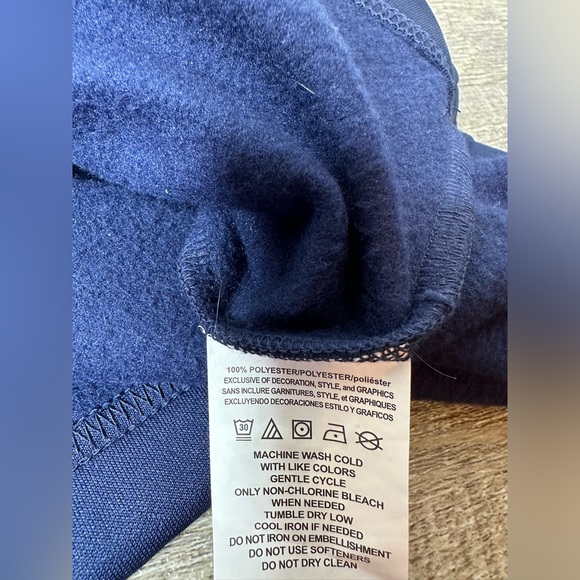 100% POLYESTER/POLYESTER/poliéster
EXCLUSIVE OF DECORATION, STYLE, and GRAPHICS
SANS INCLURE GARNITURES, STYLE, et GRAPHIQUES
EXCLUYENDO DECORACIONES ESTILO Y GRAFICOS
30
MACHINE WASH COLD
WITH LIKE COLORS
GENTLE CYCLE
ONLY NON-CHLORINE BLEACH
WHEN NEEDED
TUMBLE DRY LOW
COOL IRON IF NEEDED
DO NOT IRON ON EMBELLISHMENT
DO NOT USE SOFTENERS
DO NOT DRY CLEAN